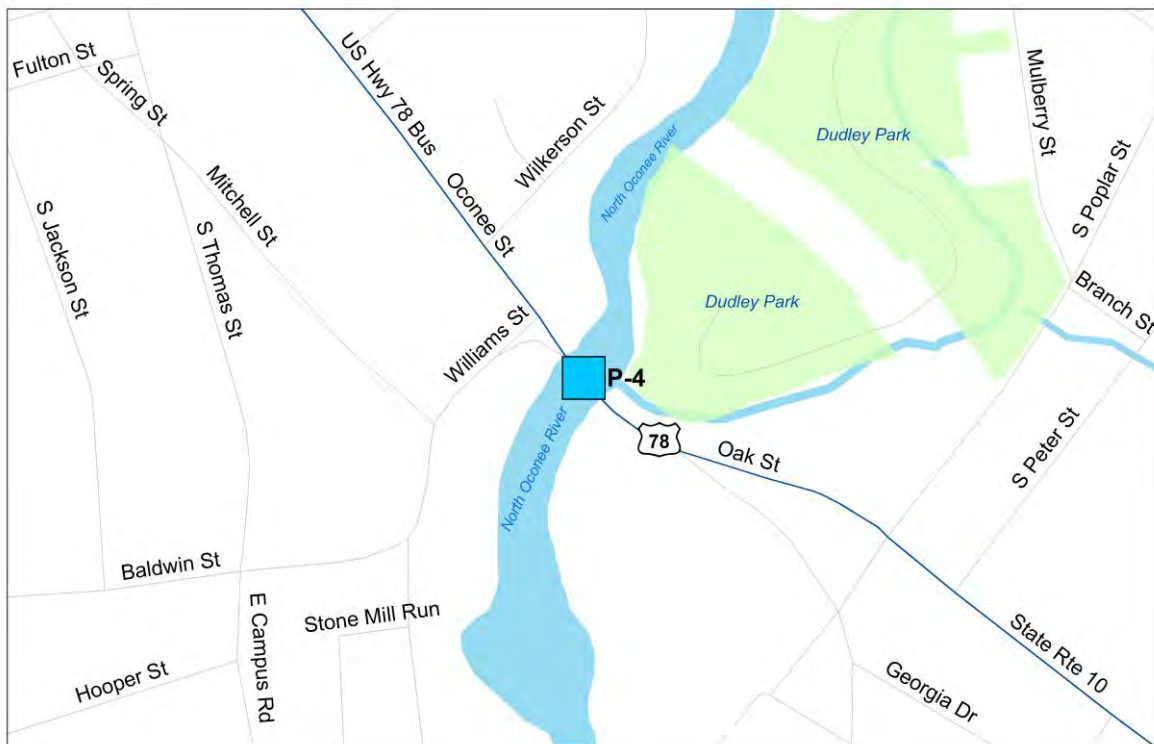 Fulton St
Spring St
US Hwy 78 Bus
Wilkerson St
North Oconee River
Dudley Park
Mulberry St
S Poplar St
Mitchell St
S Jackson St
S Thomas St
Oconee St
Dudley Park
Branch St
Williams St
P-4
North Oconee River
78
Oak St
S Peter St
Baldwin St
Stone Mill Run
E Campus Rd
Hooper St
State Rte 10
Georgia Dr